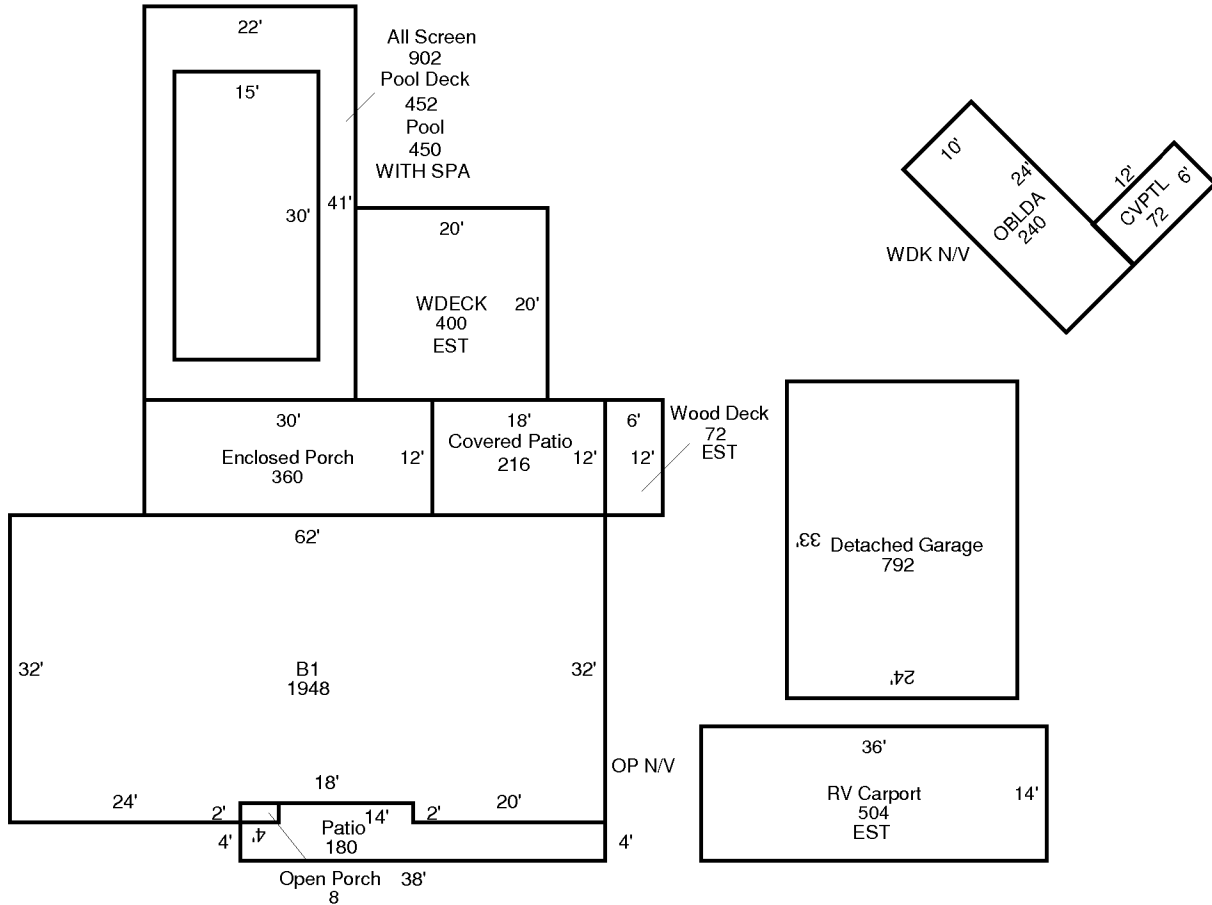 22'
15'
30'
41'
All Screen
902
Pool Deck
452
Pool
450
WITH SPA
20'
20'
WDECK
400
EST
10'
24'
OBLDA
240
12'
6'
CVPTL
72
WDK N/V
30'
Enclosed Porch
360
12'
18'
Covered Patio
216
12'
6'
12'
Wood Deck
72
EST
33'
Detached Garage
792
24'
62'
32'
B1
1948
32'
OP N/V
24'
18'
20'
2'
14'
2'
4'
4'
Patio
180
4'
Open Porch
8
38'
36'
RV Carport
504
EST
14'